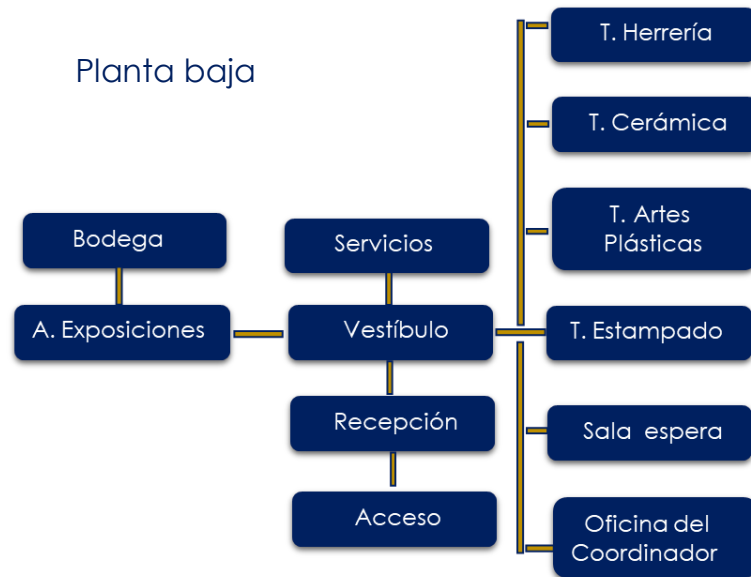 Planta baja
T. Herrería
T. Cerámica
T. Artes
Plásticas
Bodega
Servicios
A. Exposiciones
Vestíbulo
T. Estampado
Recepción
Sala espera
Acceso
Oficina del
Coordinador